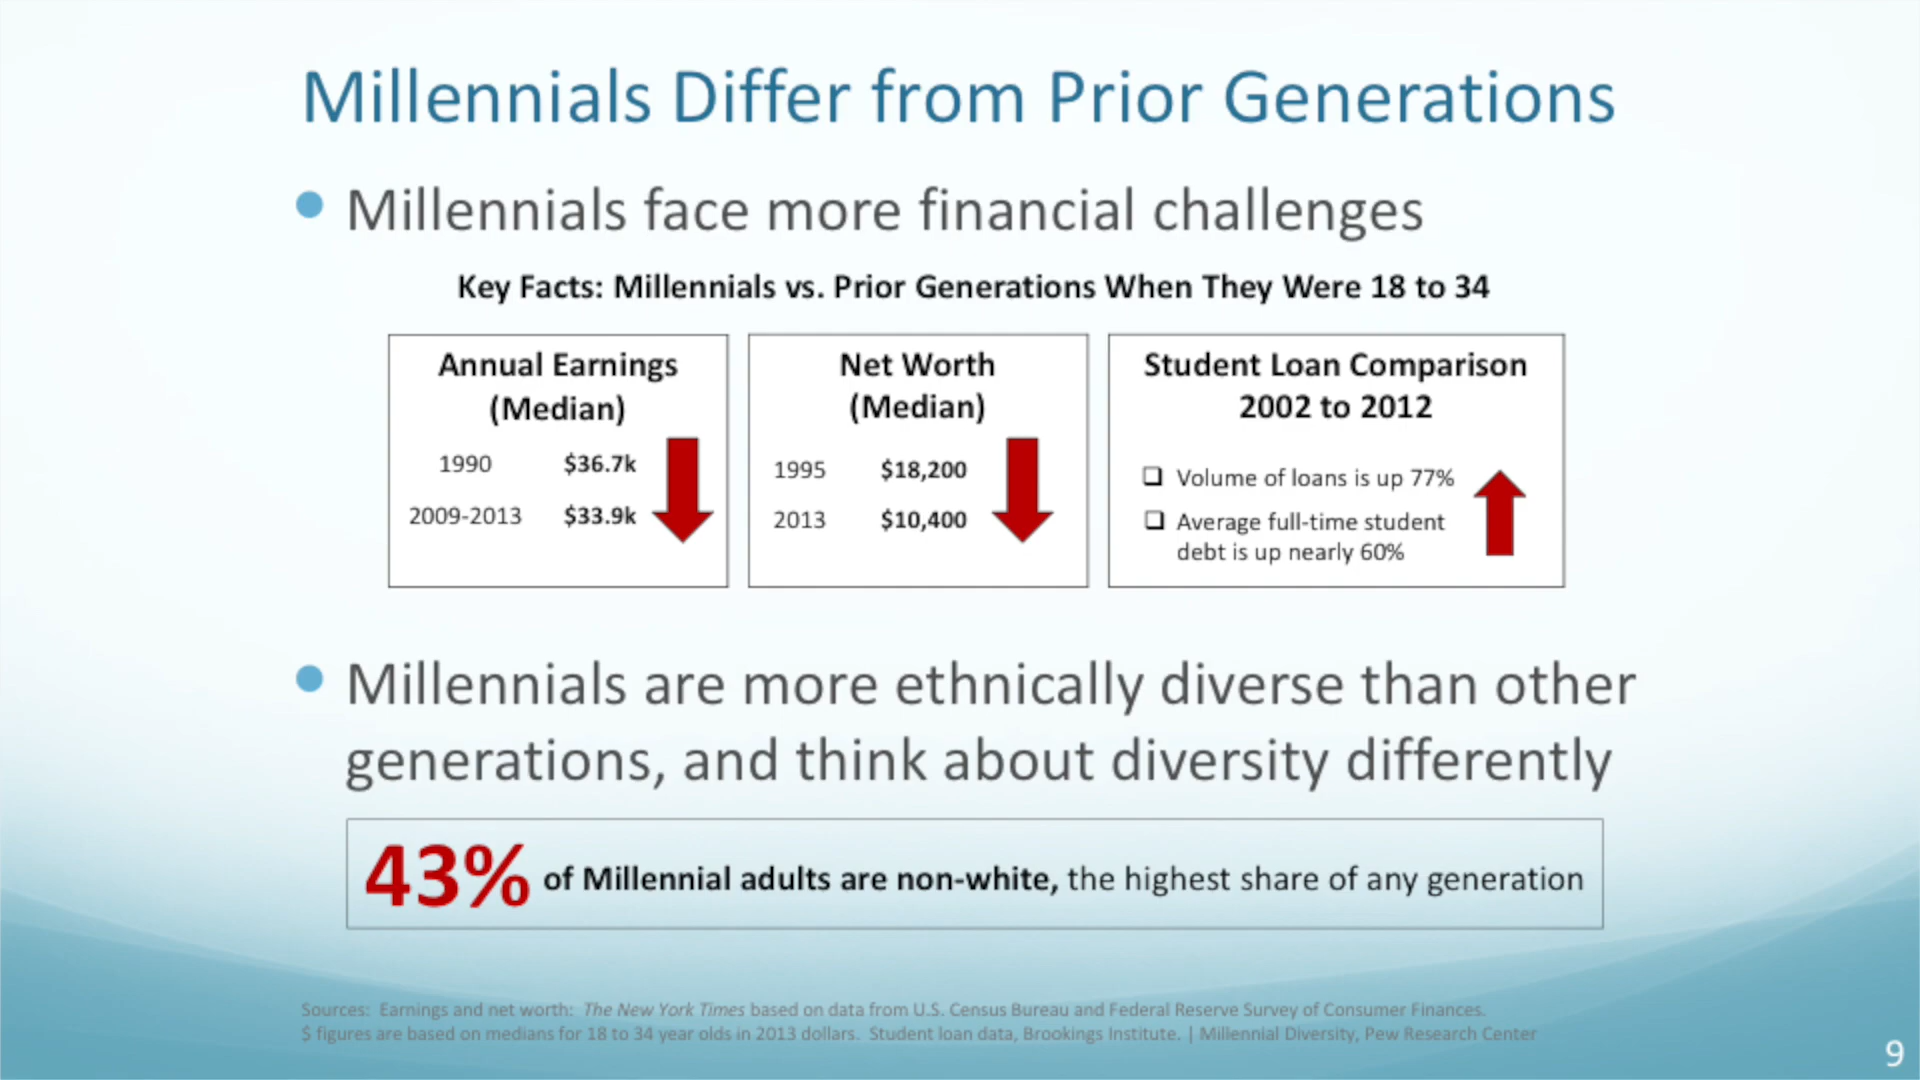 Millennials Differ from Prior Generations
Millennials face more financial challenges
Key Facts: Millennials vs. Prior Generations When They Were 18 to 34
Annual Earnings
(Median)
1990 $36.7k
2009-2013 $33.9k
Net Worth
(Median)
1995 $18,200
2013 $10,400
Student Loan Comparison
2002 to 2012
Volume of loans is up 77%
Average full-time student
debt is up nearly 60%
Millennials are more ethnically diverse than other
generations, and think about diversity differently
43% of Millennial adults are non-white, the highest share of any generation
Sources: Earnings and net worth: The New York Times based on data from U.S. Census Bureau and Federal Reserve Survey of Consumer Finances.
$ figures are based on medians for 18 to 34 year olds in 2013 dollars. Student loan data, Brookings Institute. | Millennial Diversity, Pew Research Center
9